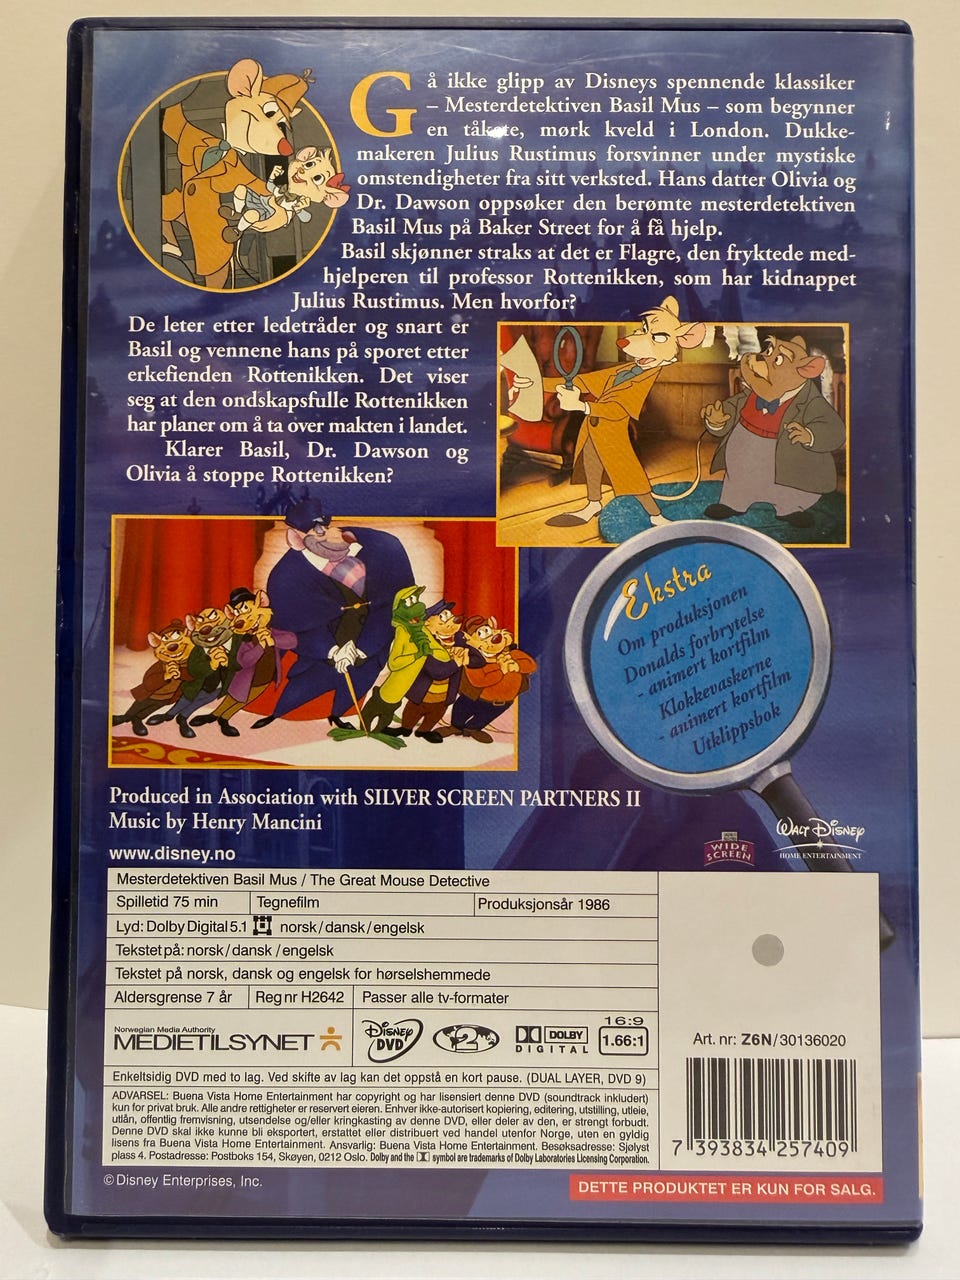 Gå ikke glipp av Disneys spennende klassiker
– Mesterdetektiven Basil Mus – som begynner
en tåkete, mørk kveld i London. Dukke-
makeren Julius Rustimus forsvinner under mystiske
omstendigheter fra sitt verksted. Hans datter Olivia og
Dr. Dawson oppsøker den berømte mesterdetektiven
Basil Mus på Baker Street for å få hjelp.
Basil skjønner straks at det er Flagre, den fryktede med-
hjelperen til professor Rottenikken, som har kidnappet
Julius Rustimus. Men hvorfor?
De leter etter ledetråder og snart er
Basil og vennene hans på sporet etter
erkefienden Rottenikken. Det viser
seg at den ondskapsfulle Rottenikken
har planer om å ta over makten i landet.
Klarer Basil, Dr. Dawson og
Olivia å stoppe Rottenikken?
Ekstra
Om produksjonen
Donalds forbrytelse
- animert kortfilm
Klokkevaskerne
- animert kortfilm
Utklippsbok
Produced in Association with SILVER SCREEN PARTNERS II
Music by Henry Mancini
www.disney.no
WIDE
SCREEN
WALT DISNEY
HOME ENTERTAINMENT
Mesterdetektiven Basil Mus / The Great Mouse Detective
Spilletid 75 min Tegnefilm Produksjonsår 1986
Lyd: Dolby Digital 5.1 norsk/dansk/engelsk
Tekstet på: norsk/dansk/engelsk
Tekstet på norsk, dansk og engelsk for hørselshemmede
Aldersgrense 7 år Reg nr H2642 Passer alle tv-formater
Norwegian Media Authority
MEDIETILSYNET
Disney
DVD
2
DOLBY
DIGITAL
16:9
1.66:1
Art. nr: Z6N/30136020
Enkeltsidig DVD med to lag. Ved skifte av lag kan det oppstå en kort pause. (DUAL LAYER, DVD 9)
ADVARSEL: Buena Vista Home Entertainment har copyright og har lisensiert denne DVD (soundtrack inkludert)
kun for privat bruk. Alle andre rettigheter er reservert eieren. Enhver ikke-autorisert kopiering, editering, utstilling, utleie,
utlån, offentlig fremvisning, utsendelse og/eller kringkasting av denne DVD, eller deler av den, er strengt forbudt.
Denne DVD skal ikke kunne bli eksportert, erstattet eller distribuert ved handel utenfor Norge, uten en gyldig
lisens fra Buena Vista Home Entertainment. Ansvarlig: Buena Vista Home Entertainment. Besøksadresse: Sjølyst
plass 4. Postadresse: Postboks 154, Skøyen, 0212 Oslo. Dolby and the symbol are trademarks of Dolby Laboratories Licensing Corporation.
7 393834 257409
© Disney Enterprises, Inc.
DETTE PRODUKTET ER KUN FOR SALG.